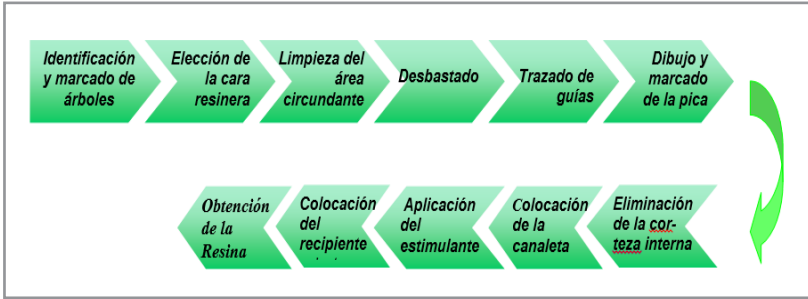 Identificación
y marcado de
árboles
Elección de
la cara
resinera
Limpieza del
área
circundante
Desbastado
Trazado de
guías
Dibujo y
marcado
de la pica
Eliminación
de la cor-
teza interna
Colocación
de la
canaleta
Aplicación
del
estimulante
Colocación
del
recipiente
Obtención
de la
Resina